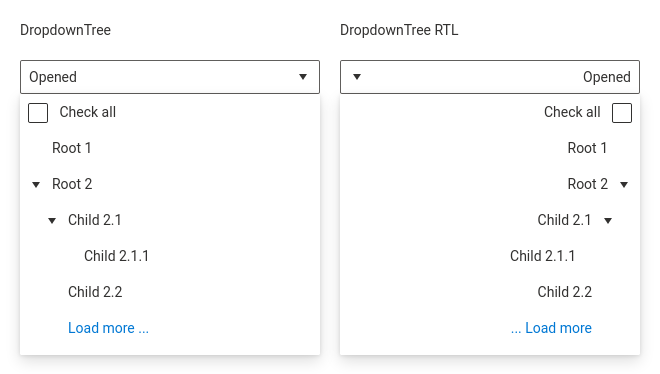 DropdownTree
Opened
Check all
Root 1
Root 2
Child 2.1
Child 2.1.1
Child 2.2
Load more ...
DropdownTree RTL
Opened
Check all
Root 1
Root 2
Child 2.1
Child 2.1.1
Child 2.2
... Load more